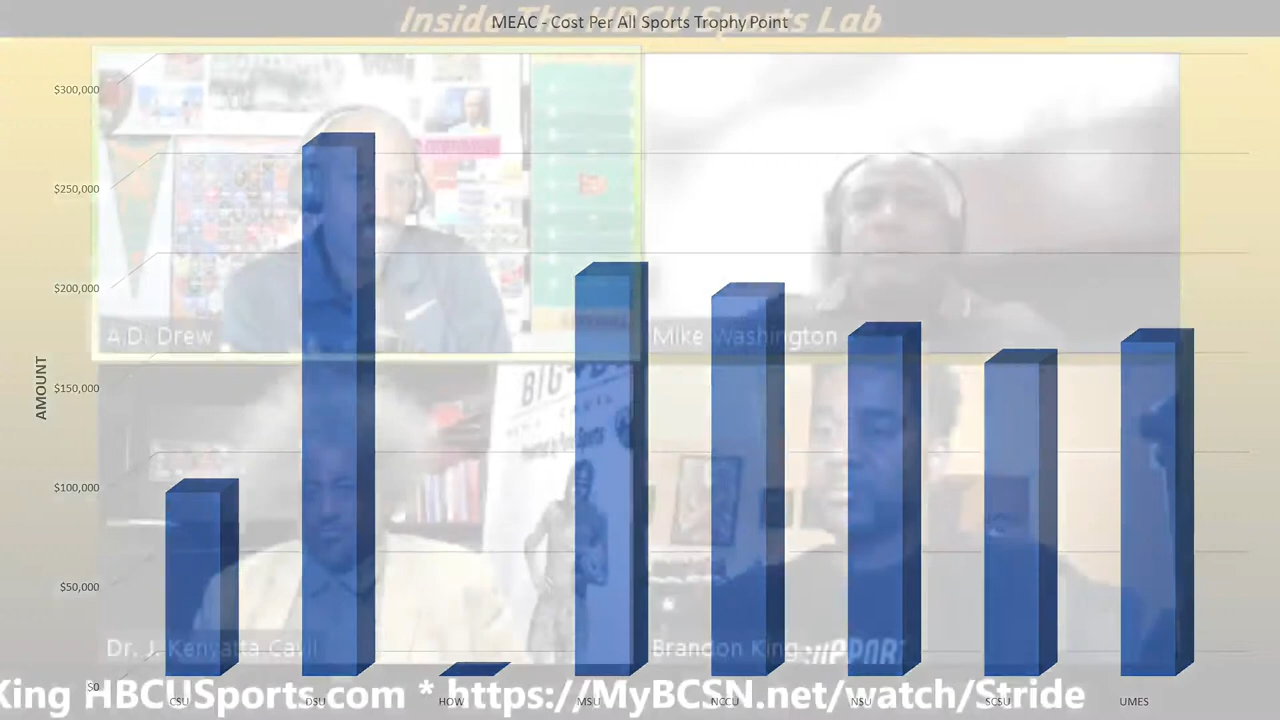 Inside The HBCU Sports Lab
MEAC - Cost Per All Sports Trophy Point
$300,000
$250,000
$200,000
$150,000
$100,000
$50,000
$0
AMOUNT
A.D. Drew
Mike Washington
Dr. J. Kenyatta Cavil
Brandon King
CSU
DSU
HOW
MSU
NCCU
NSU
SCSU
UMES
King HBCUSports.com * https://MyBCSN.net/watch/Stride